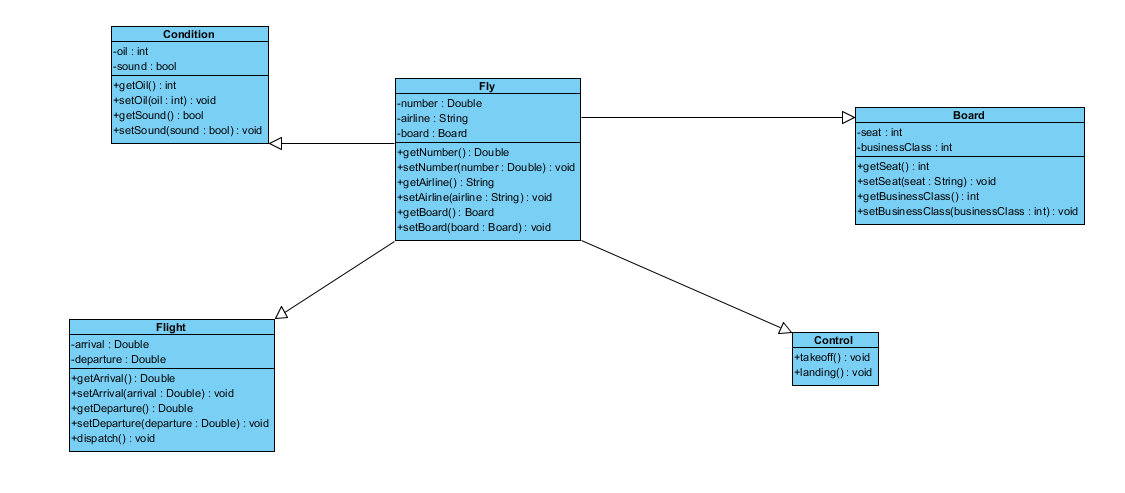 Condition
-oil : int
-sound : bool
+getOil() : int
+setOil(oil : int) : void
+getSound() : bool
+setSound(sound : bool) : void
Fly
-number : Double
-airline : String
-board : Board
+getNumber() : Double
+setNumber(number : Double) : void
+getAirline() : String
+setAirline(airline : String) : void
+getBoard() : Board
+setBoard(board : Board) : void
Board
-seat : int
-businessClass : int
+getSeat() : int
+setSeat(seat : String) : void
+getBusinessClass() : int
+setBusinessClass(businessClass : int) : void
Flight
-arrival : Double
-departure : Double
+getArrival() : Double
+setArrival(arrival : Double) : void
+getDeparture() : Double
+setDeparture(departure : Double) : void
+dispatch() : void
Control
+takeoff() : void
+landing() : void